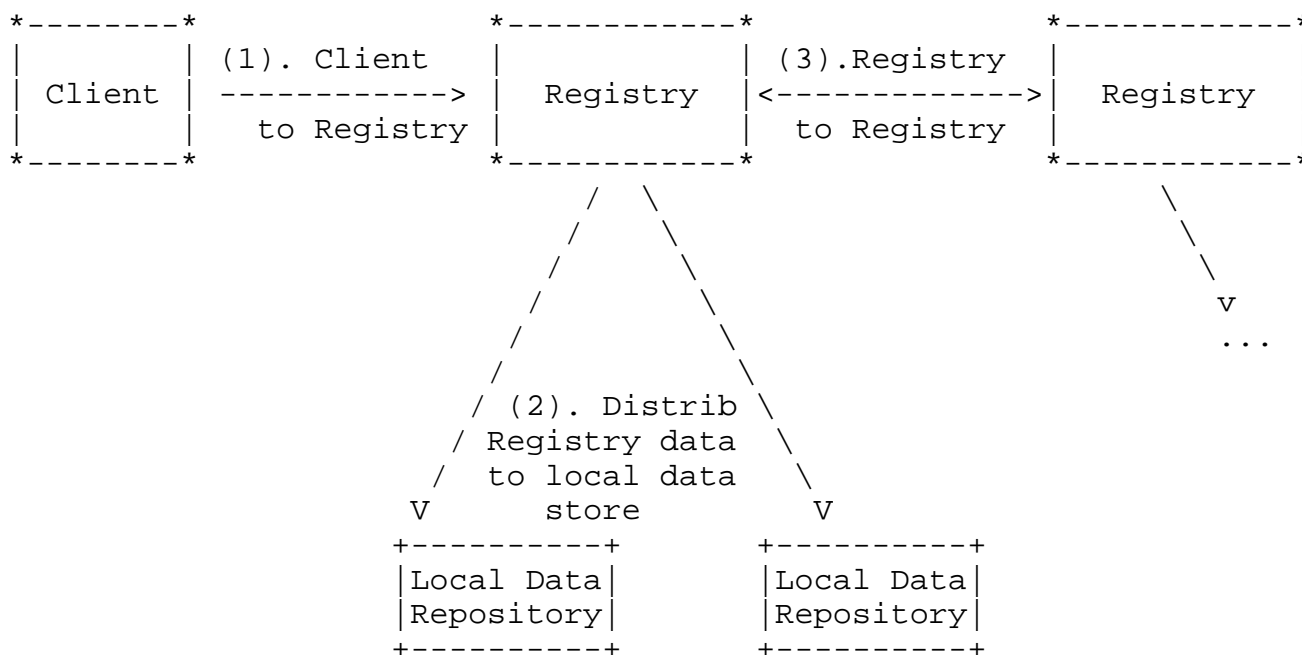 (1). Client
(3).Registry
Client
Registry
Registry
to Registry
to Registry
v
...
(2). Distrib
Registry data
to local data
V store V
Local Data Local Data
Repository Repository